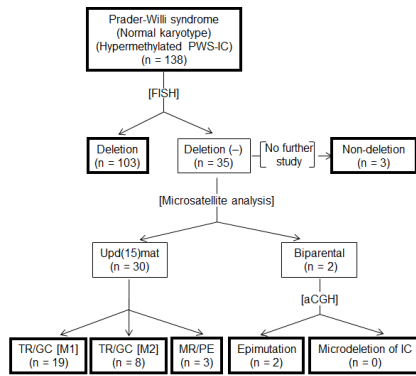 Prader-Willi syndrome
(Normal karyotype)
(Hypermethylated PWS-IC)
(n = 138)
[FISH]
Deletion
(n = 103)
Deletion (–)
(n = 35)
No further
study
Non-deletion
(n = 3)
[Microsatellite analysis]
Upd(15)mat
(n = 30)
Biparental
(n = 2)
[aCGH]
TR/GC [M1]
(n = 19)
TR/GC [M2]
(n = 8)
MR/PE
(n = 3)
Epimutation
(n = 2)
Microdeletion of IC
(n = 0)